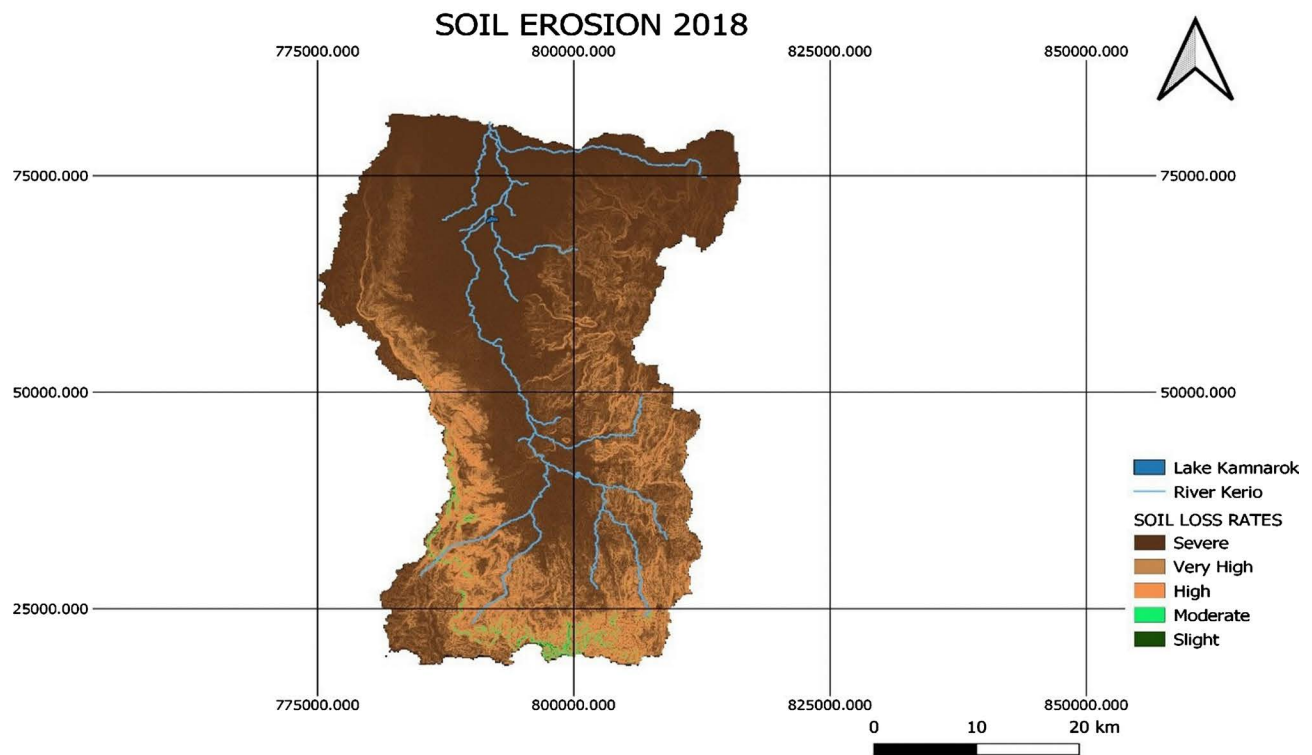 SOIL EROSION 2018
775000.000 800000.000 825000.000 850000.000
75000.000 75000.000
50000.000 50000.000
Lake Kamnarok
River Kerio
SOIL LOSS RATES
Severe
Very High
High
Moderate
Slight
25000.000 25000.000
775000.000 800000.000 825000.000 850000.000
0 10 20 km